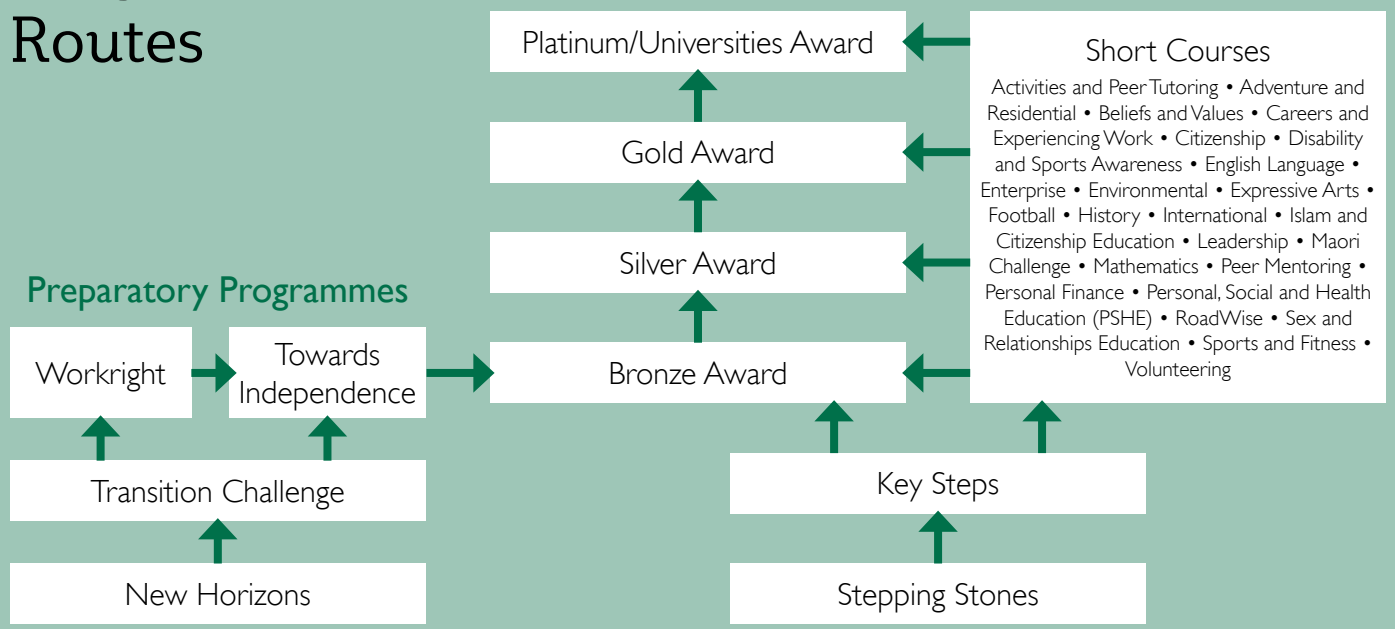 Routes
Platinum/Universities Award
Gold Award
Silver Award
Bronze Award
Short Courses
Activities and Peer Tutoring • Adventure and
Residential • Beliefs and Values • Careers and
Experiencing Work • Citizenship • Disability
and Sports Awareness • English Language •
Enterprise • Environmental • Expressive Arts •
Football • History • International • Islam and
Citizenship Education • Leadership • Maori
Challenge • Mathematics • Peer Mentoring •
Personal Finance • Personal, Social and Health
Education (PSHE) • RoadWise • Sex and
Relationships Education • Sports and Fitness •
Volunteering
Preparatory Programmes
Workright
Towards
Independence
Transition Challenge
New Horizons
Key Steps
Stepping Stones